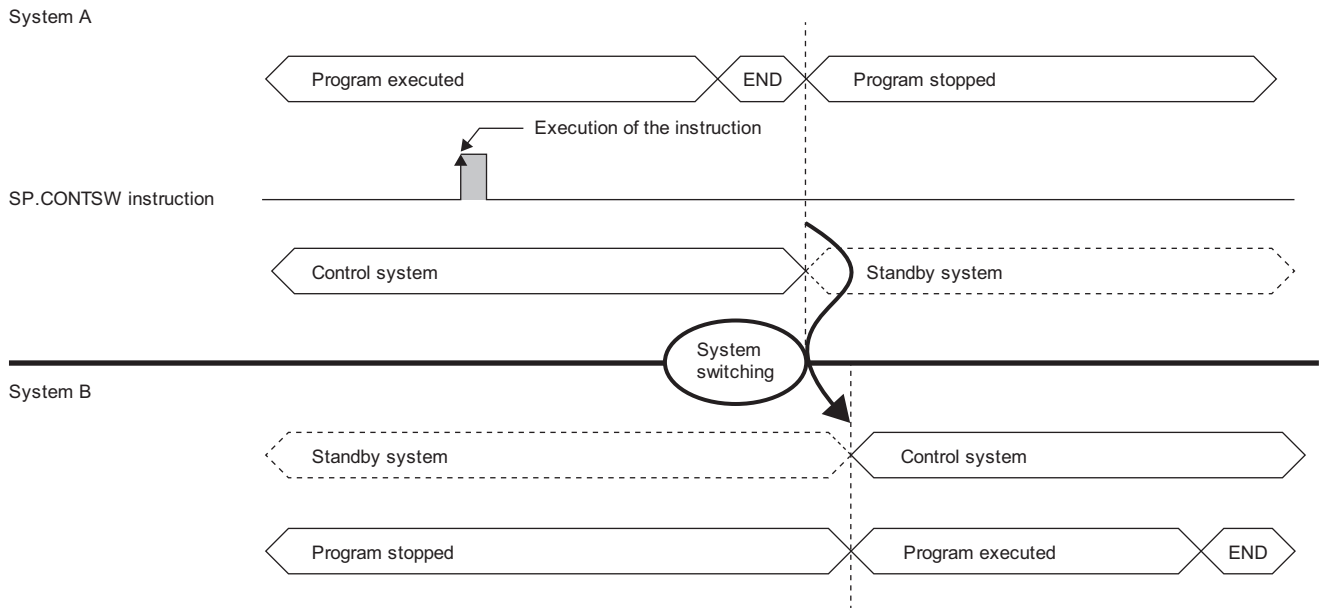 System A
Program executed
END
Program stopped
Execution of the instruction
SP.CONTSW instruction
Control system
Standby system
System
switching
System B
Standby system
Control system
Program stopped
Program executed
END